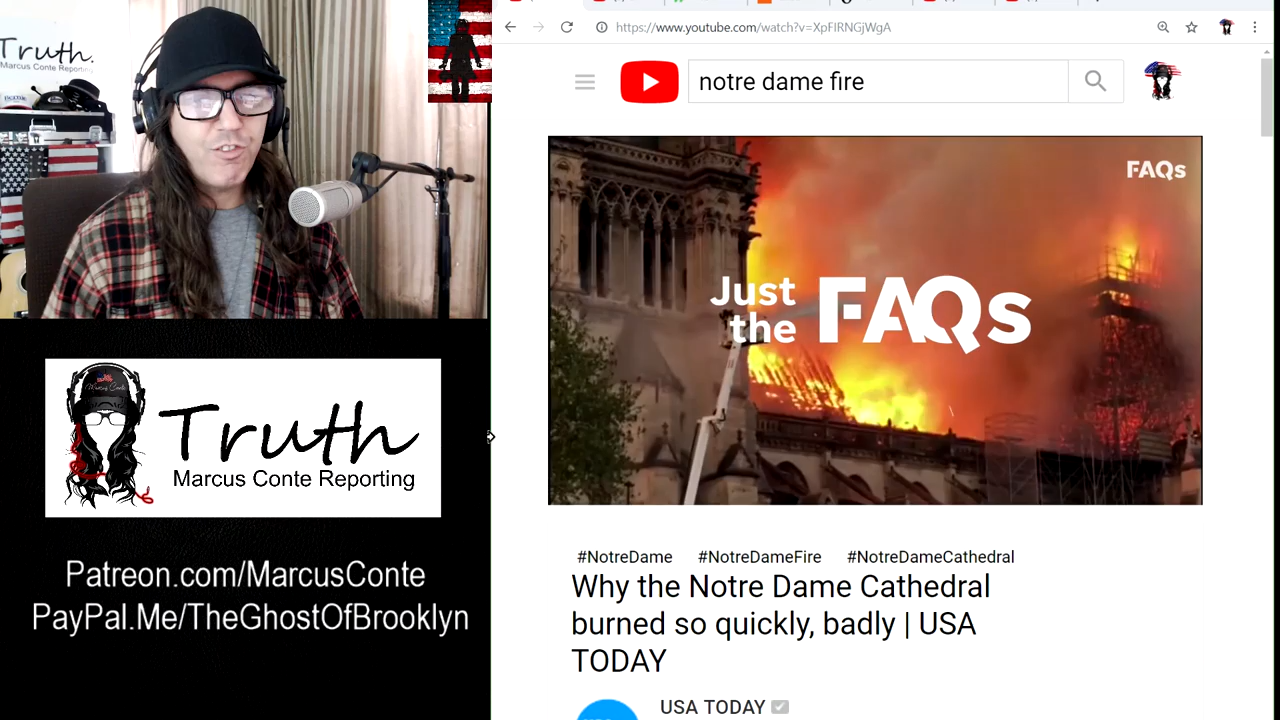 Truth.
Marcus Conte Reporting
https://www.youtube.com/watch?v=XpFIRNGjWgA
notre dame fire
FAQs
Just
the FAQs
Marcus Conte
Truth
Marcus Conte Reporting
Patreon.com/MarcusConte
PayPal.Me/TheGhostOfBrooklyn
#NotreDame #NotreDameFire #NotreDameCathedral
Why the Notre Dame Cathedral
burned so quickly, badly | USA
TODAY
USA TODAY